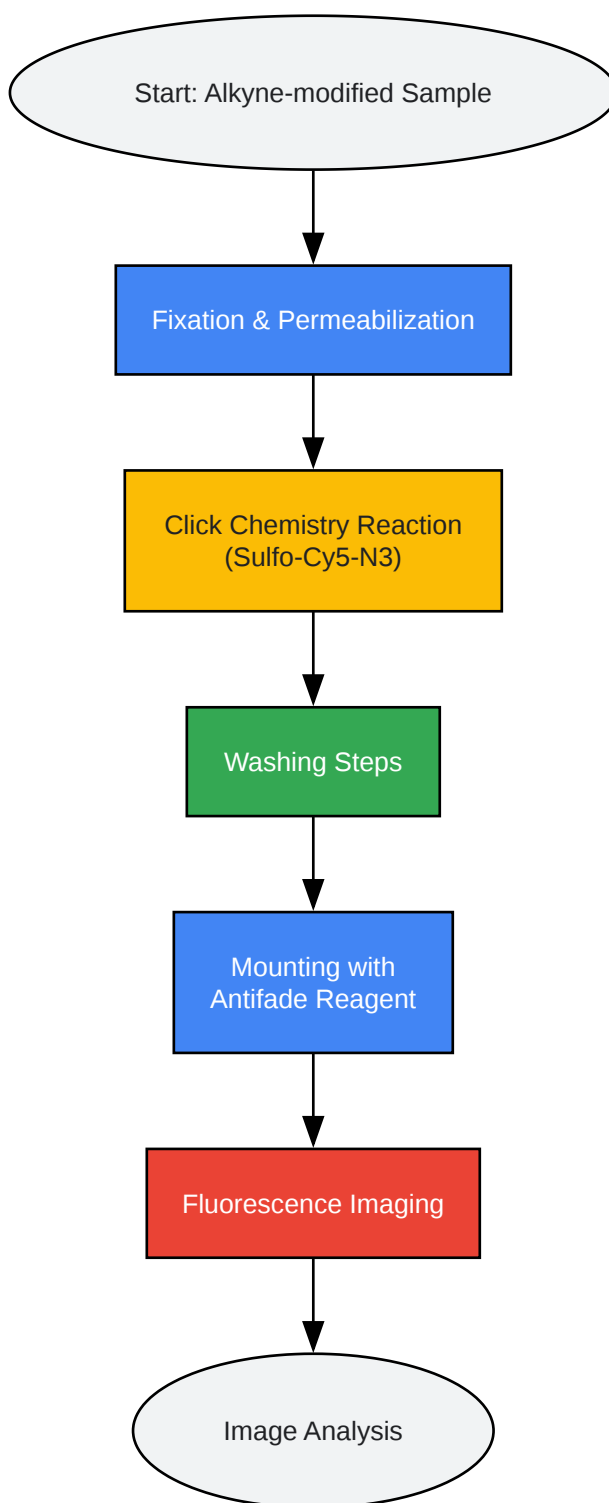 Start: Alkyne-modified Sample
Fixation & Permeabilization
Click Chemistry Reaction
(Sulfo-Cy5-N3)
Washing Steps
Mounting with
Antifade Reagent
Fluorescence Imaging
Image Analysis